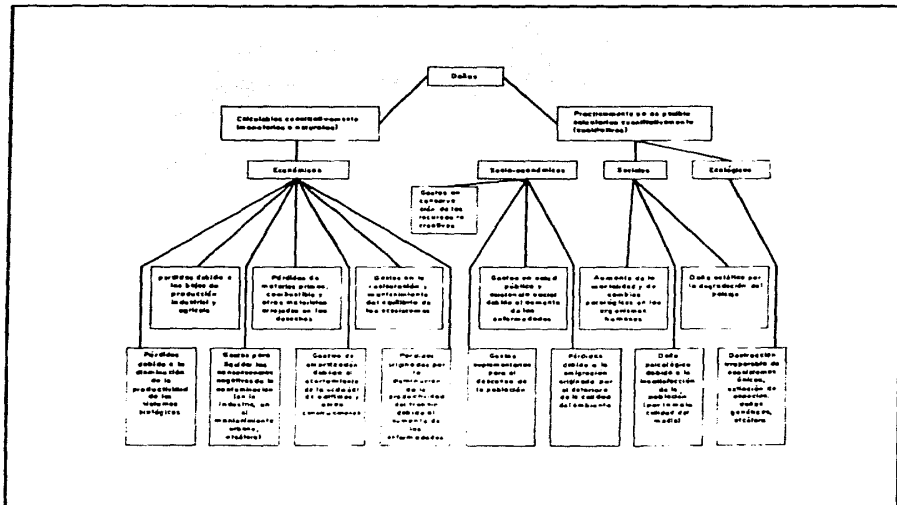 Daños
Calculables cuantitativamente
(monetarios o naturales)
Practicamente no es posible
calcularlos cuantitativamente
(cualitativos)
Económicos
Socio-económicos
Sociales
Ecológicos
Gastos en
conserva
ción de los
recursos re
creativos
perdidas debido a
las bajas de
producción
industrial y
agrícola
Pérdidas de
materias primas,
combustible y
otros materiales
arrojados en los
desechos
Gastos en la
restauración y
mantenimiento
del equilibrio de
los ecosistemas
Gastos en salud
pública y
social
debido al aumento
de las
enfermedades
Aumento de la
mortalidad y de
cambios
patológicos en los
organismos
humanos
Daño estético por
la degradación del
paisaje
Pérdidas
debido a la
disminución
de la
productividad
de los
sistemas
biológicos
Gastos para
liquidar las
consecuencias
negativas de la
contaminación
(en la
industria, en
el
mantenimiento
urbano,
etcétera)
Gastos de
amortización
debidos a
acortamiento
de la vida de
edificios y
otras
construcciones
Pérdidas
originadas por
disminución
de la
productividad
del trabajo
debido al
aumento de
las
enfermedades
Gastos
suplementarios
para el
descanso de
la población
Pérdidas
debido a la
emigración
originada por
el deterioro
de la calidad
del ambiente
Daño
psicológico
debido a la
insatisfacción
de la
población
(por la mala
calidad del
medio)
Destrucción
irreparable de
ecosistemas
únicos,
extinción de
especies,
daños
genéticos,
etcétera